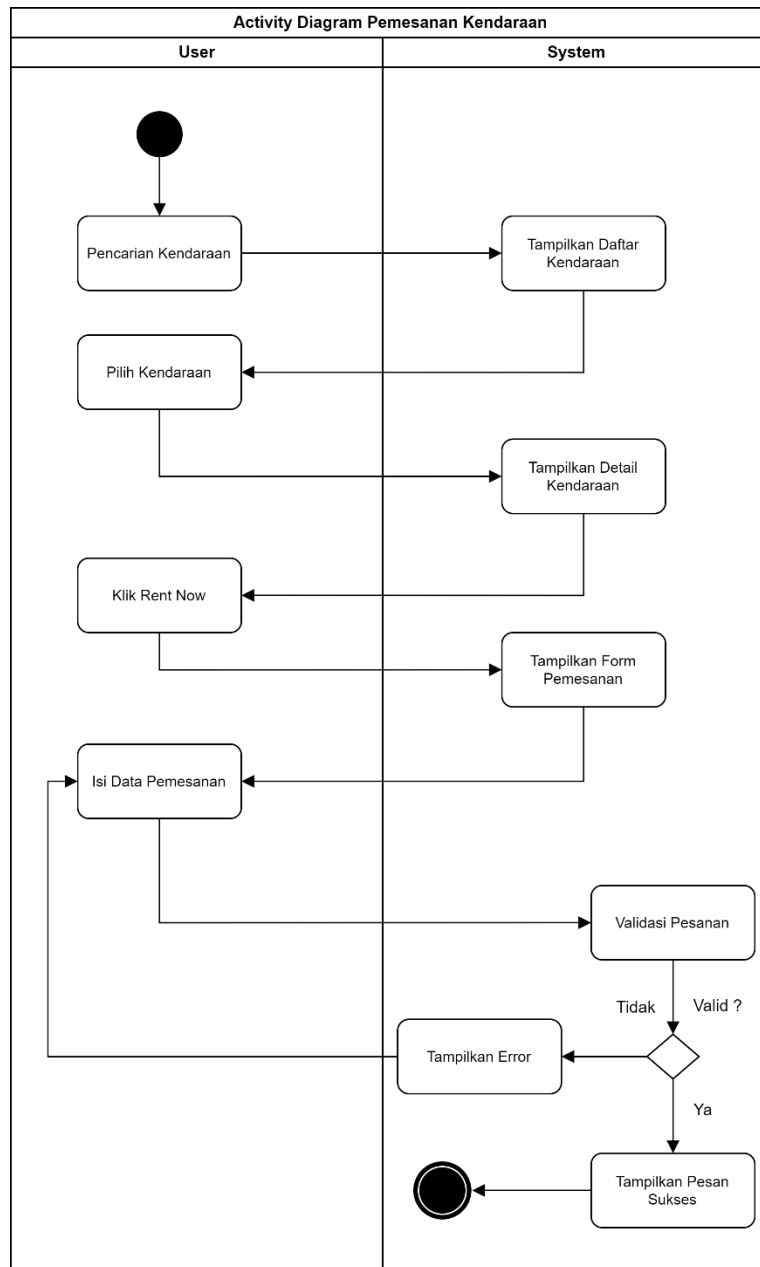 Activity Diagram Pemesanan Kendaraan
User
System
Pencarian Kendaraan
Tampilkan Daftar
Kendaraan
Pilih Kendaraan
Tampilkan Detail
Kendaraan
Klik Rent Now
Tampilkan Form
Pemesanan
Isi Data Pemesanan
Validasi Pesanan
Tidak
Valid ?
Tampilkan Error
Ya
Tampilkan Pesan
Sukses